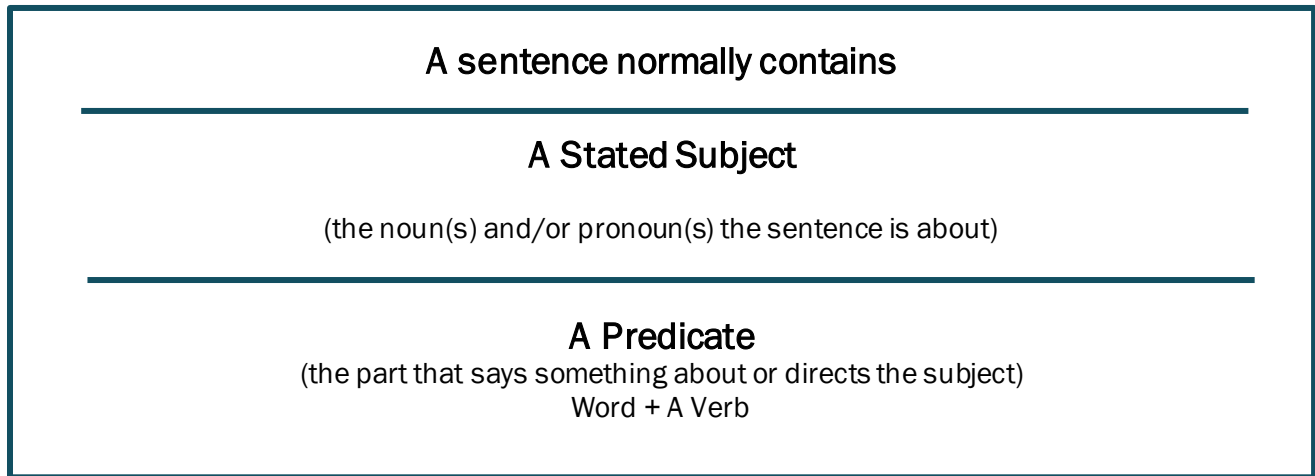 A sentence normally contains
A Stated Subject
(the noun(s) and/or pronoun(s) the sentence is about)
A Predicate
(the part that says something about or directs the subject)
Word + A Verb